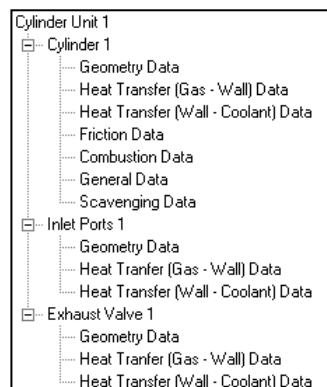 Cylinder Unit 1
Cylinder 1
Geometry Data
Heat Transfer (Gas - Wall) Data
Heat Transfer (Wall - Coolant) Data
Friction Data
Combustion Data
General Data
Scavenging Data
Inlet Ports 1
Geometry Data
Heat Tranfer (Gas - Wall) Data
Heat Transfer (Wall - Coolant) Data
Exhaust Valve 1
Geometry Data
Heat Tranfer (Gas - Wall) Data
Heat Transfer (Wall - Coolant) Data